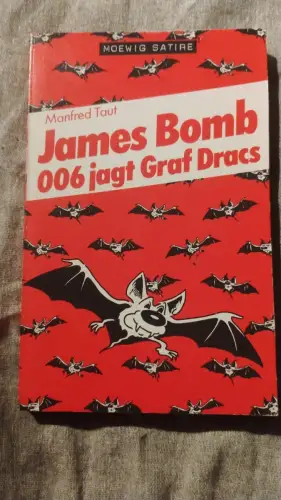 MOEWIG SATIRE
Manfred Taut
James Bomb
006 jagt Graf Dracs